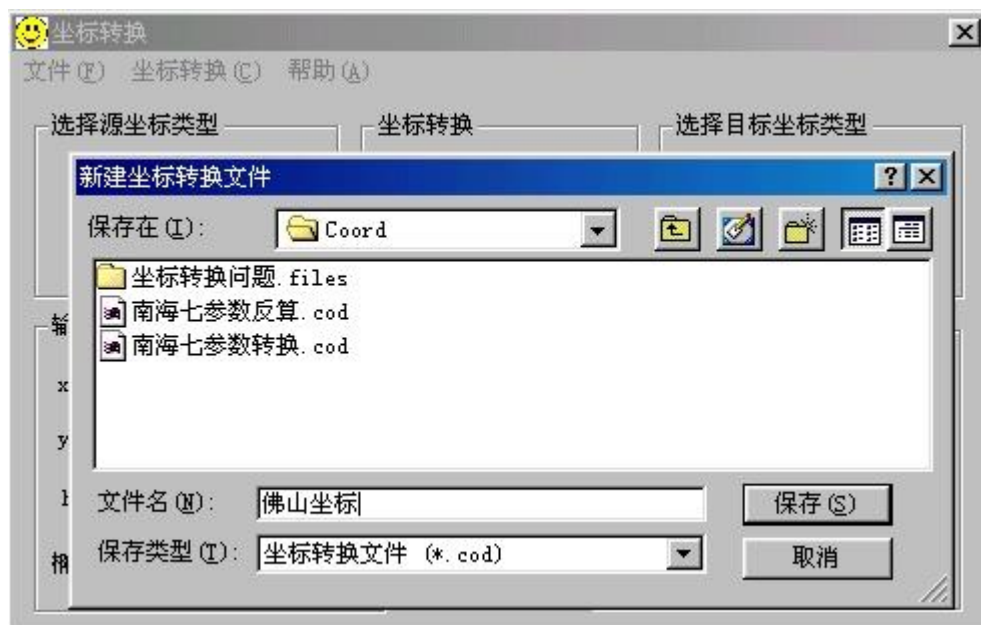 坐标转换
文件(F) 坐标转换(C) 帮助(A)
选择源坐标类型 坐标转换 选择目标坐标类型
新建坐标转换文件
保存在(I): Coord
坐标转换问题.files
南海七参数反算.cod
南海七参数转换.cod
x
y
文件名(N): 佛山坐标 保存(S)
保存类型(T): 坐标转换文件 (*.cod) 取消